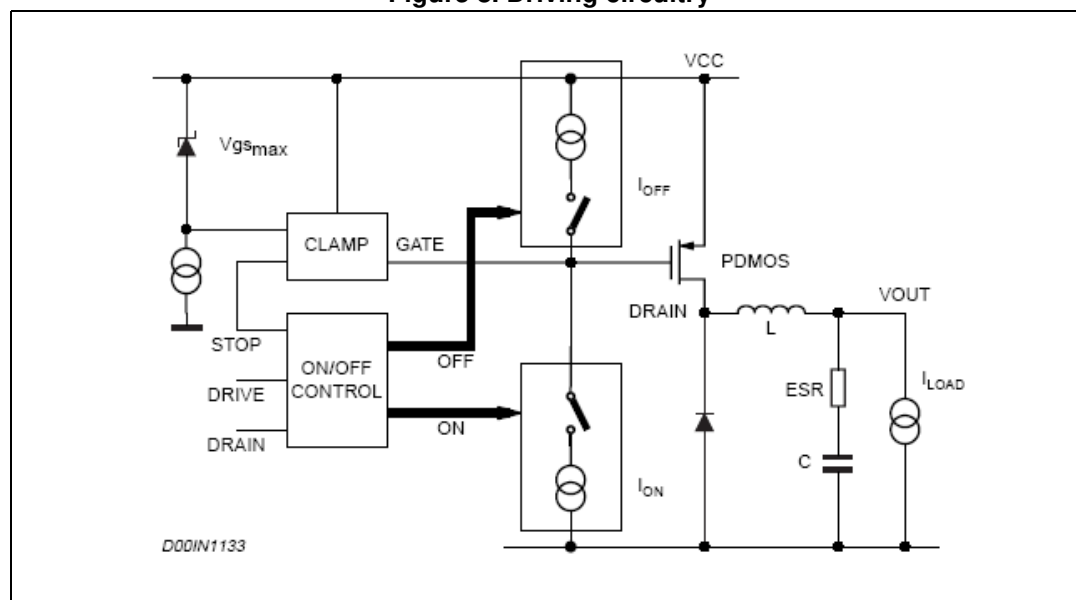 Figure Driving circuitry
VCC
Vgsmax
IOFF
CLAMP
GATE
PDMOS
DRAIN
VOUT
L
STOP
OFF
ON/OFF
CONTROL
DRIVE
ESR
ILOAD
ON
DRAIN
C
ION
D00IN1133